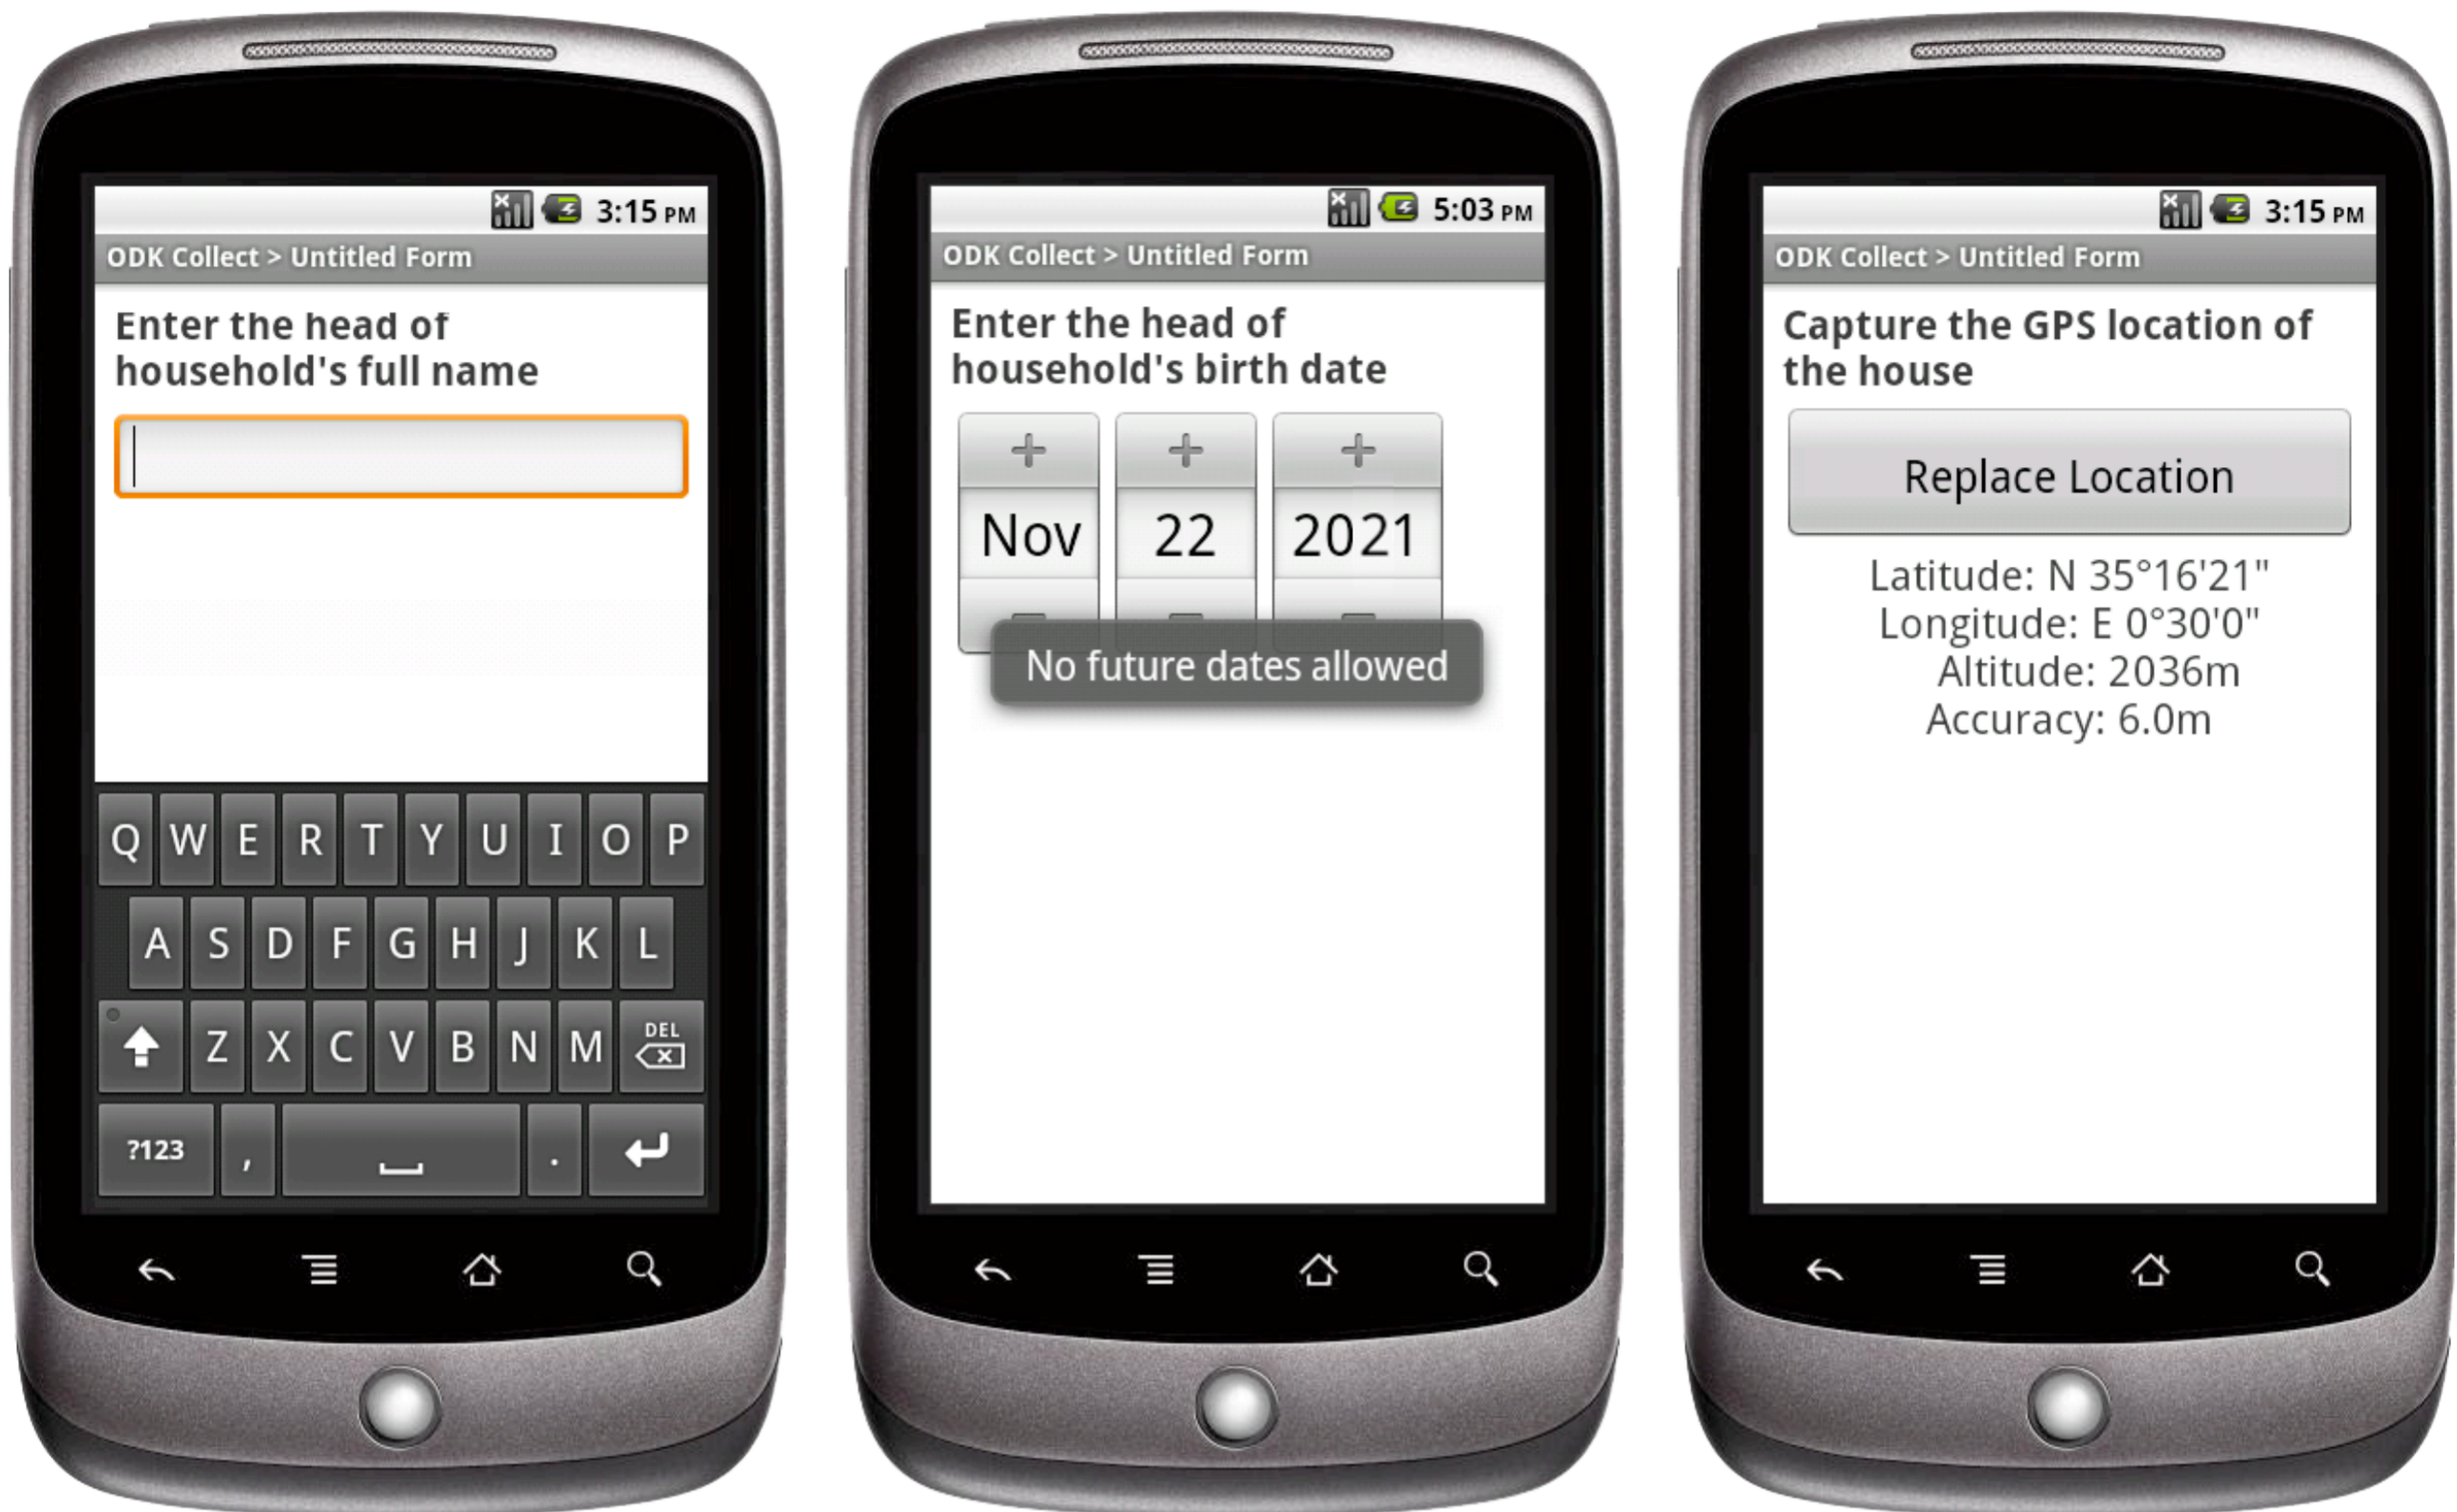 3:15 PM
ODK Collect > Untitled Form
Enter the head of
household's full name
Q W E R T Y U I O P
A S D F G H J K L
Z X C V B N M DEL
?123 , .
5:03 PM
ODK Collect > Untitled Form
Enter the head of
household's birth date
Nov 22 2021
No future dates allowed
3:15 PM
ODK Collect > Untitled Form
Capture the GPS location of
the house
Replace Location
Latitude: N 35°16'21"
Longitude: E 0°30'0"
Altitude: 2036m
Accuracy: 6.0m